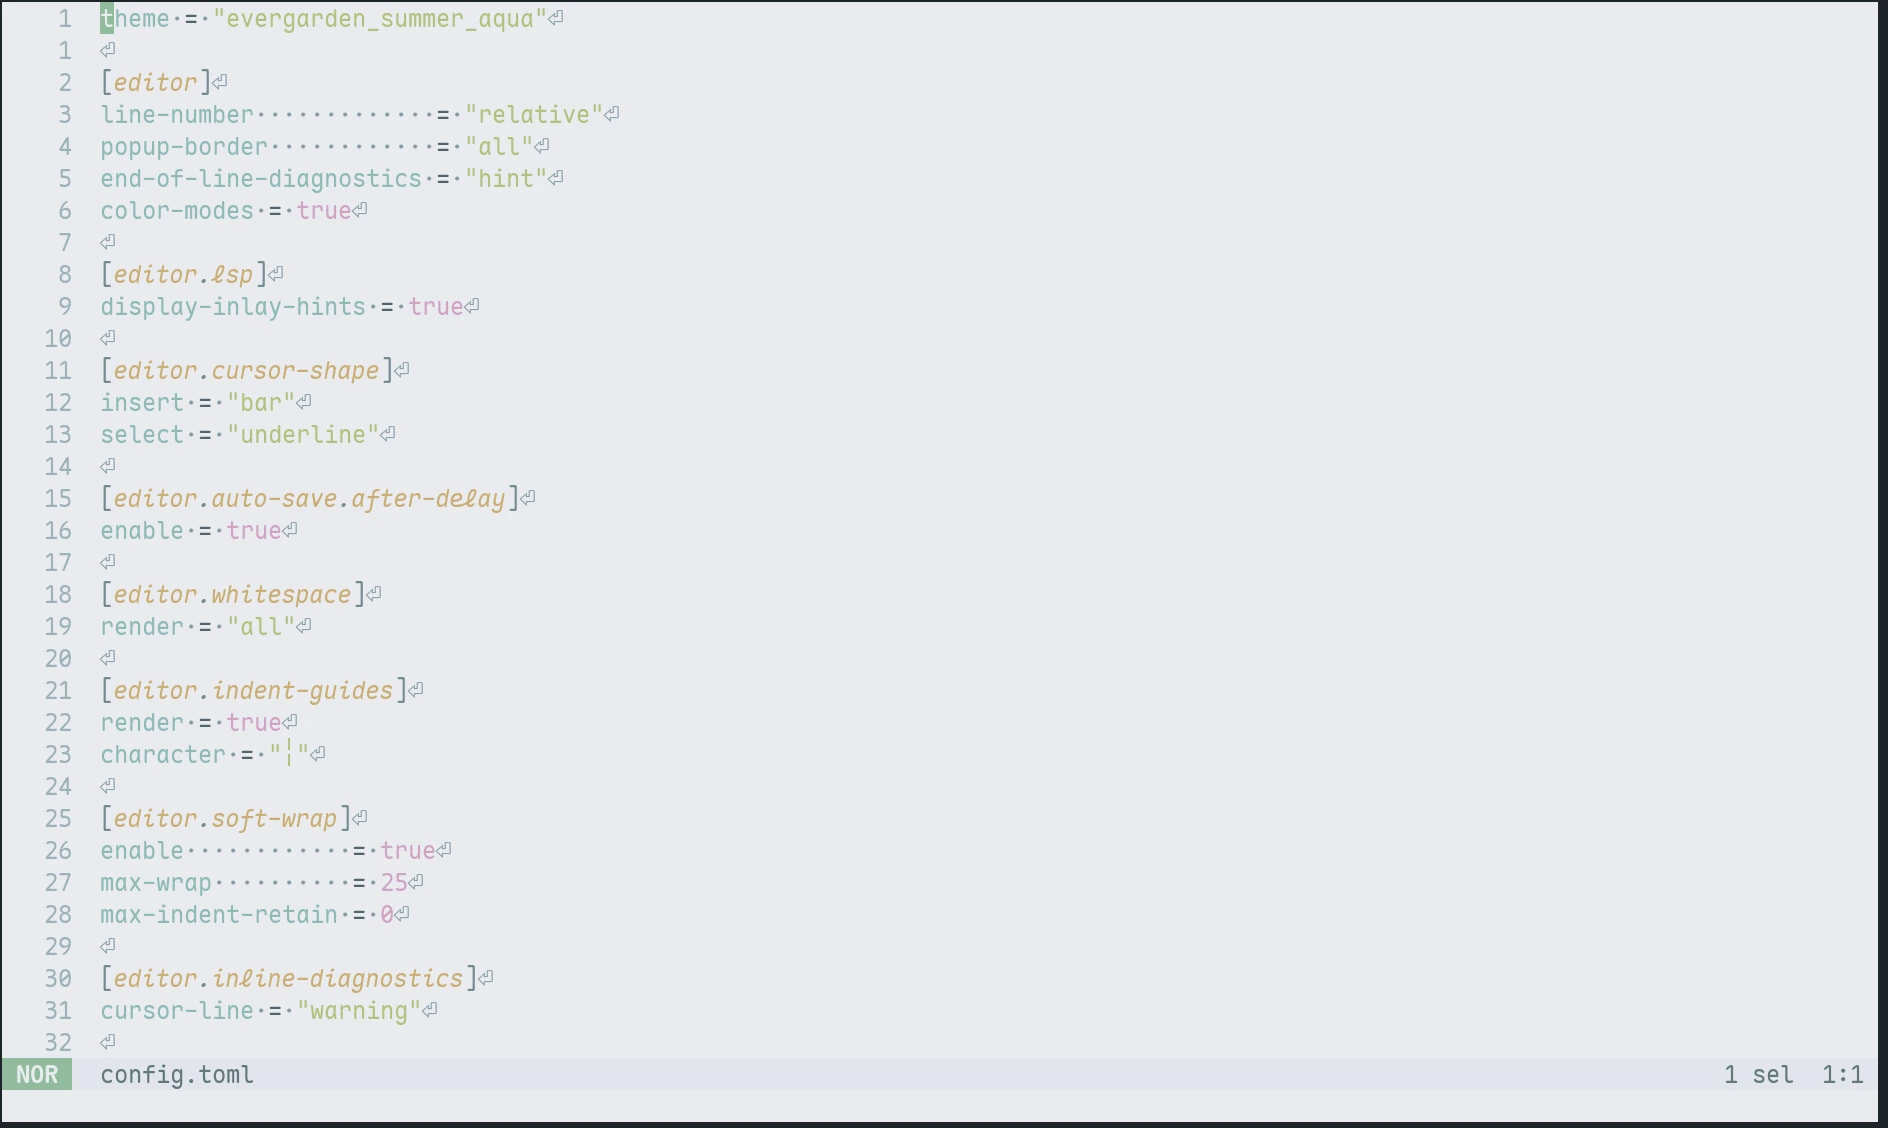 1 theme·=·"evergarden_summer_aqua"⏎
1 ⏎
2 [editor]⏎
3 line-number·············=·"relative"⏎
4 popup-border············=·"all"⏎
5 end-of-line-diagnostics·=·"hint"⏎
6 color-modes·=·true⏎
7 ⏎
8 [editor.lsp]⏎
9 display-inlay-hints·=·true⏎
10 ⏎
11 [editor.cursor-shape]⏎
12 insert·=·"bar"⏎
13 select·=·"underline"⏎
14 ⏎
15 [editor.auto-save.after-delay]⏎
16 enable·=·true⏎
17 ⏎
18 [editor.whitespace]⏎
19 render·=·"all"⏎
20 ⏎
21 [editor.indent-guides]⏎
22 render·=·true⏎
23 character·=·"╎"⏎
24 ⏎
25 [editor.soft-wrap]⏎
26 enable············=·true⏎
27 max-wrap··········=·25⏎
28 max-indent-retain·=·0⏎
29 ⏎
30 [editor.inline-diagnostics]⏎
31 cursor-line·=·"warning"⏎
32 ⏎
NOR config.toml 1 sel 1:1